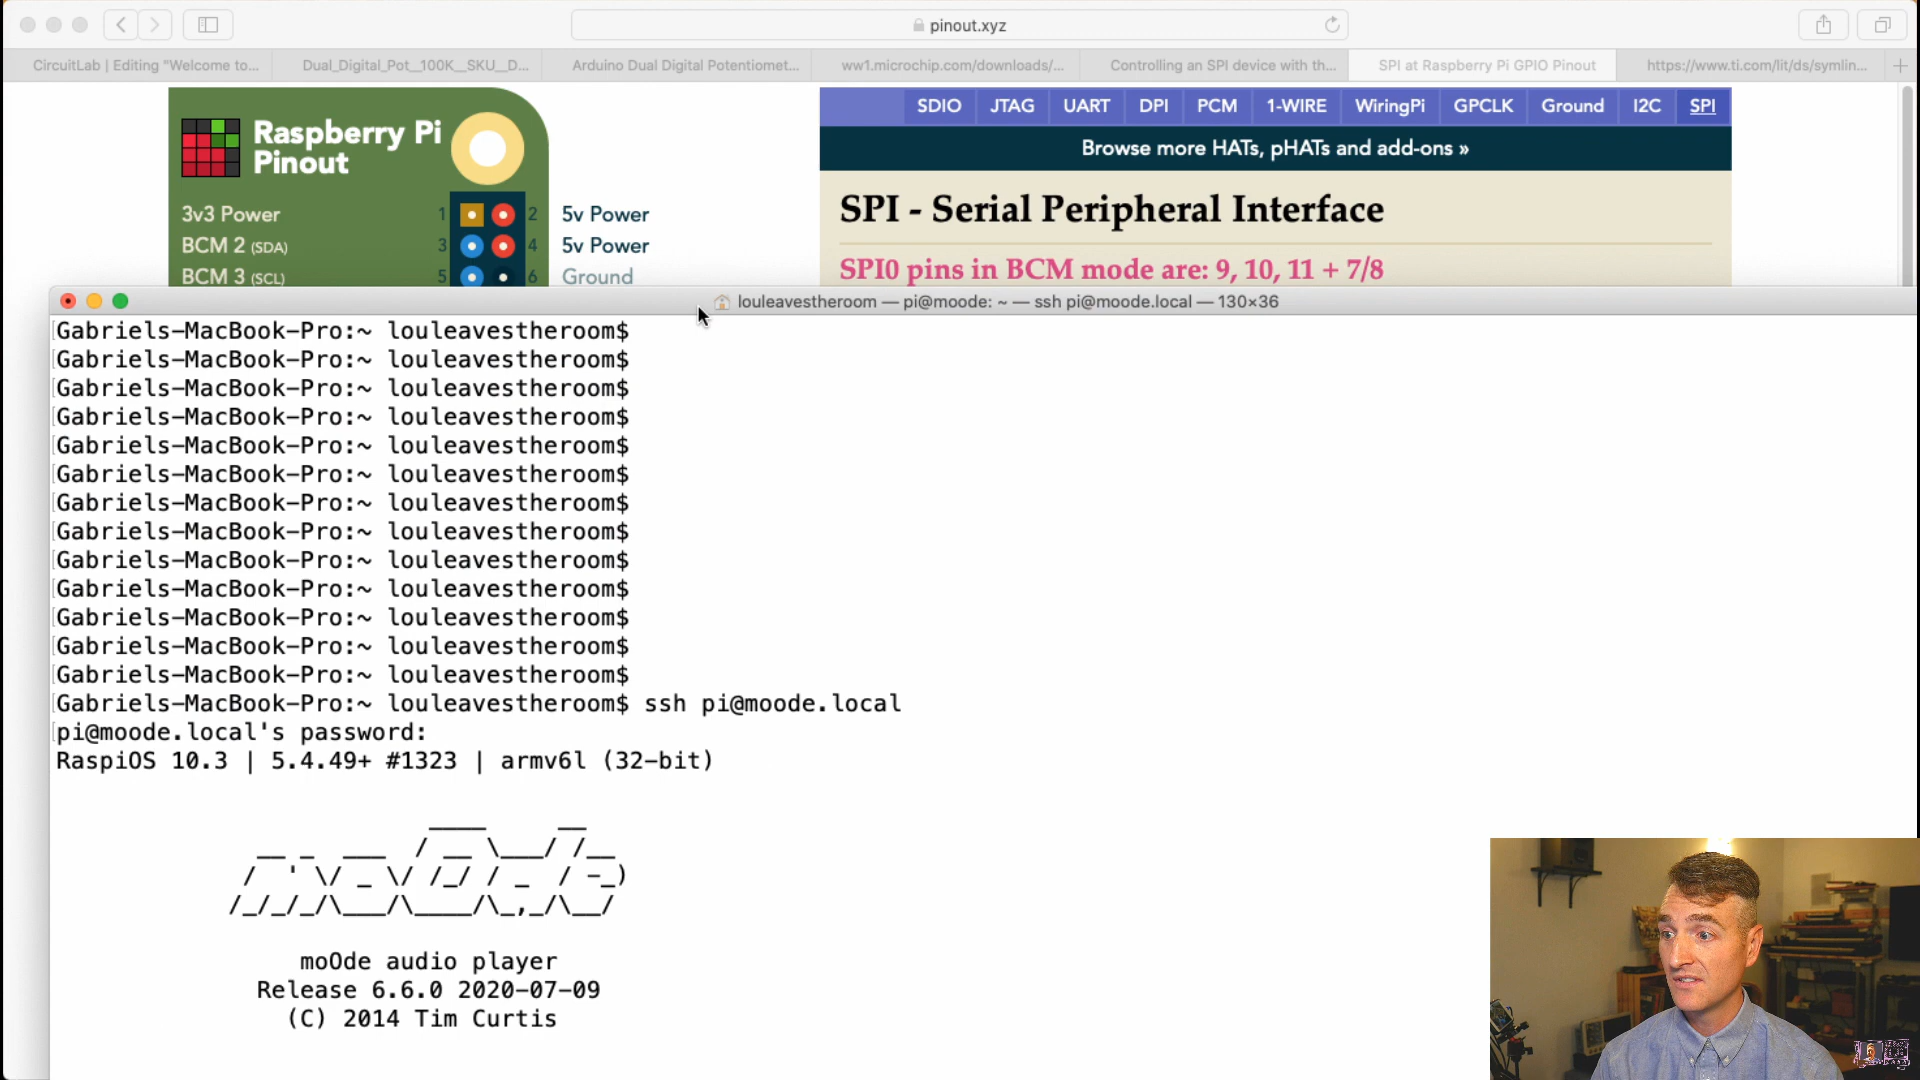 pinout.xyz
CircuitLab | Editing "Welcome to...
Dual_Digital_Pot__100K__SKU__D...
Arduino Dual Digital Potentiomet...
ww1.microchip.com/downloads/...
Controlling an SPI device with th...
SPI at Raspberry Pi GPIO Pinout
https://www.ti.com/lit/ds/symlin...
SDIO JTAG UART DPI PCM 1-WIRE WiringPi GPCLK Ground I2C SPI
Browse more HATs, pHATs and add-ons »
Raspberry Pi
Pinout
3v3 Power 1 2 5v Power
BCM 2 (SDA) 3 4 5v Power
BCM 3 (SCL) 5 6 Ground
SPI - Serial Peripheral Interface
SPI0 pins in BCM mode are: 9, 10, 11 + 7/8
louleavestheroom — pi@moode: ~ — ssh pi@moode.local — 130×36
Gabriels-MacBook-Pro:~ louleavestheroom$
Gabriels-MacBook-Pro:~ louleavestheroom$
Gabriels-MacBook-Pro:~ louleavestheroom$
Gabriels-MacBook-Pro:~ louleavestheroom$
Gabriels-MacBook-Pro:~ louleavestheroom$
Gabriels-MacBook-Pro:~ louleavestheroom$
Gabriels-MacBook-Pro:~ louleavestheroom$
Gabriels-MacBook-Pro:~ louleavestheroom$
Gabriels-MacBook-Pro:~ louleavestheroom$
Gabriels-MacBook-Pro:~ louleavestheroom$
Gabriels-MacBook-Pro:~ louleavestheroom$
Gabriels-MacBook-Pro:~ louleavestheroom$
Gabriels-MacBook-Pro:~ louleavestheroom$
Gabriels-MacBook-Pro:~ louleavestheroom$ ssh pi@moode.local
pi@moode.local's password:
RaspiOS 10.3 | 5.4.49+ #1323 | armv6l (32-bit)
moOde
moOde audio player
Release 6.6.0 2020-07-09
(C) 2014 Tim Curtis